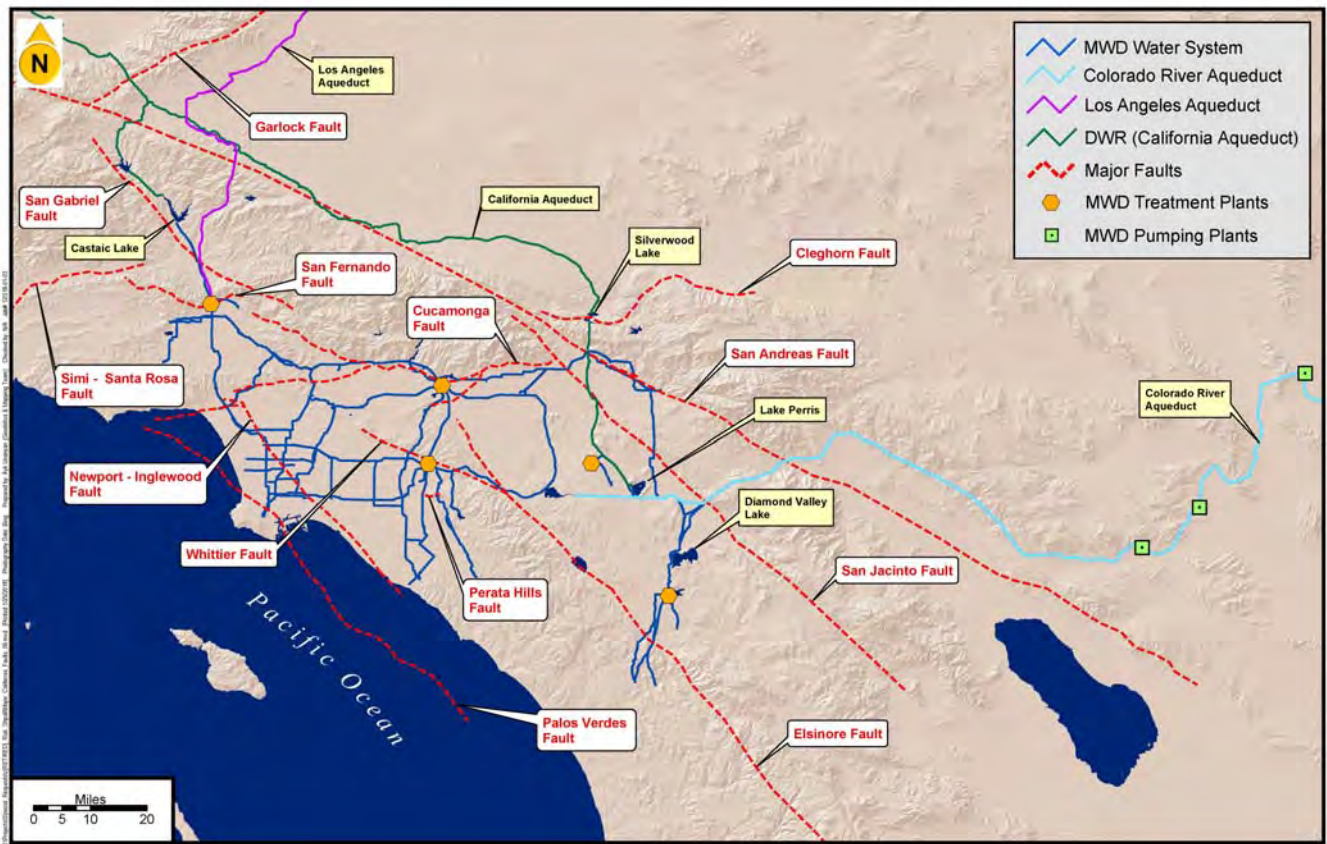 N
Los Angeles
Aqueduct
Garlock Fault
San Gabriel
Fault
Castaic Lake
California Aqueduct
Silverwood
Lake
Cleghorn Fault
San Fernando
Fault
Cucamonga
Fault
San Andreas Fault
Simi - Santa Rosa
Fault
Lake Perris
Colorado River
Aqueduct
Newport - Inglewood
Fault
Diamond Valley
Lake
Whittier Fault
Perata Hills
Fault
San Jacinto Fault
Pacific Ocean
Palos Verdes
Fault
Elsinore Fault
Miles
0 5 10 20
MWD Water System
Colorado River Aqueduct
Los Angeles Aqueduct
DWR (California Aqueduct)
Major Faults
MWD Treatment Plants
MWD Pumping Plants